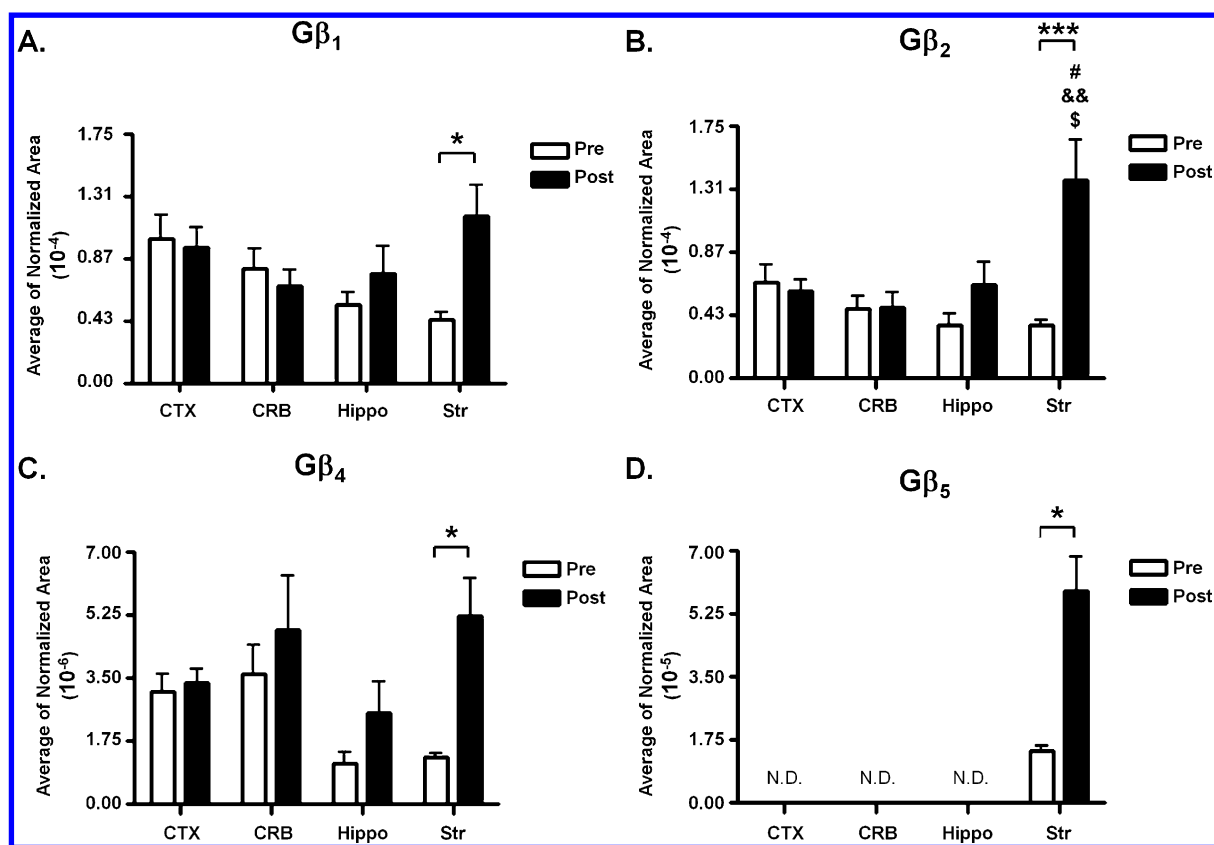 A.
Gβ₁
Average of Normalized Area
(10⁻⁴)
1.75
1.31
0.87
0.43
0.00
*
Pre
Post
CTX CRB Hippo Str
B.
Gβ₂
Average of Normalized Area
(10⁻⁴)
1.75
1.31
0.87
0.43
0.00
***
#
&&
$
Pre
Post
CTX CRB Hippo Str
C.
Gβ₄
Average of Normalized Area
(10⁻⁶)
7.00
5.25
3.50
1.75
0.00
*
Pre
Post
CTX CRB Hippo Str
D.
Gβ₅
Average of Normalized Area
(10⁻⁵)
7.00
5.25
3.50
1.75
0.00
*
Pre
Post
N.D. N.D. N.D.
CTX CRB Hippo Str